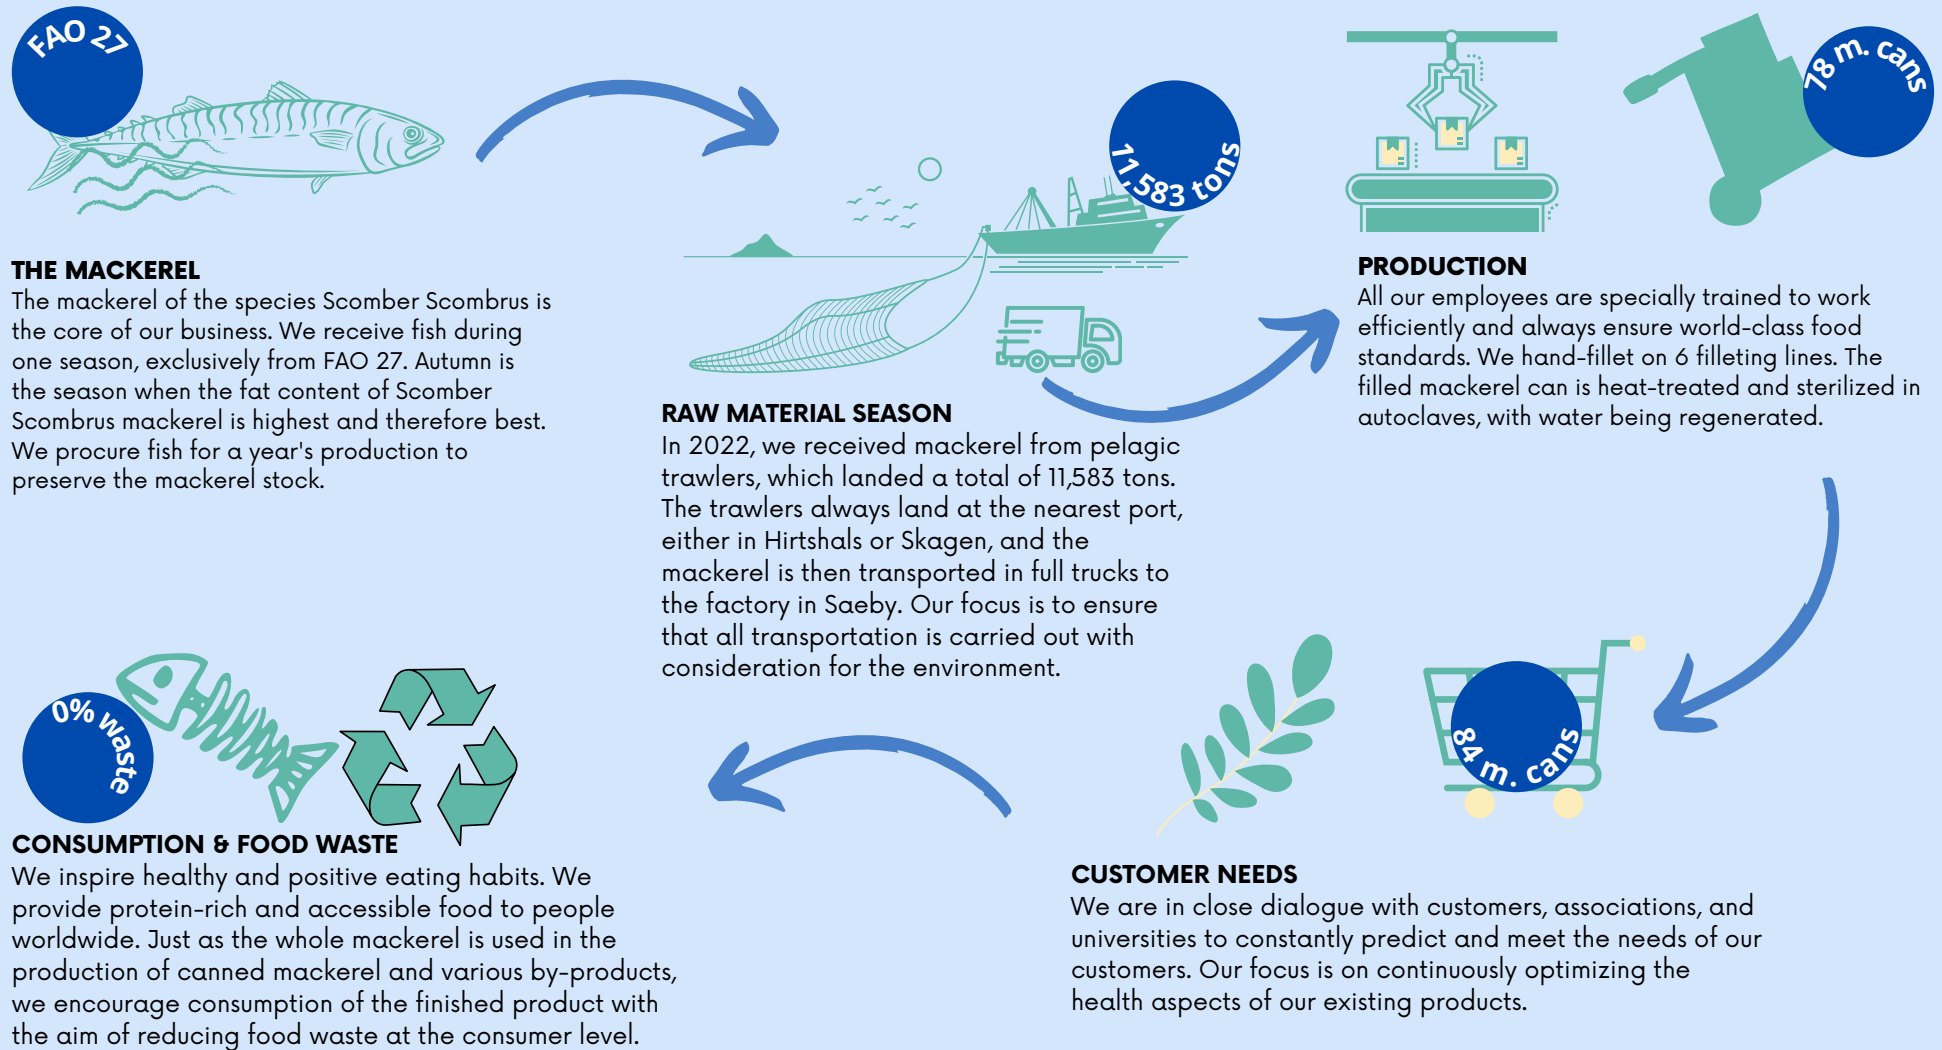 FAO 27
THE MACKEREL
The mackerel of the species Scomber Scombrus is
the core of our business. We receive fish during
one season, exclusively from FAO 27. Autumn is
the season when the fat content of Scomber
Scombrus mackerel is highest and therefore best.
We procure fish for a year's production to
preserve the mackerel stock.
11,583 tons
RAW MATERIAL SEASON
In 2022, we received mackerel from pelagic
trawlers, which landed a total of 11,583 tons.
The trawlers always land at the nearest port,
either in Hirtshals or Skagen, and the
mackerel is then transported in full trucks to
the factory in Saeby. Our focus is to ensure
that all transportation is carried out with
consideration for the environment.
78 m. cans
PRODUCTION
All our employees are specially trained to work
efficiently and always ensure world-class food
standards. We hand-fillet on 6 filleting lines. The
filled mackerel can is heat-treated and sterilized in
autoclaves, with water being regenerated.
84 m. cans
CUSTOMER NEEDS
We are in close dialogue with customers, associations, and
universities to constantly predict and meet the needs of our
customers. Our focus is on continuously optimizing the
health aspects of our existing products.
0% waste
CONSUMPTION & FOOD WASTE
We inspire healthy and positive eating habits. We
provide protein-rich and accessible food to people
worldwide. Just as the whole mackerel is used in the
production of canned mackerel and various by-products,
we encourage consumption of the finished product with
the aim of reducing food waste at the consumer level.